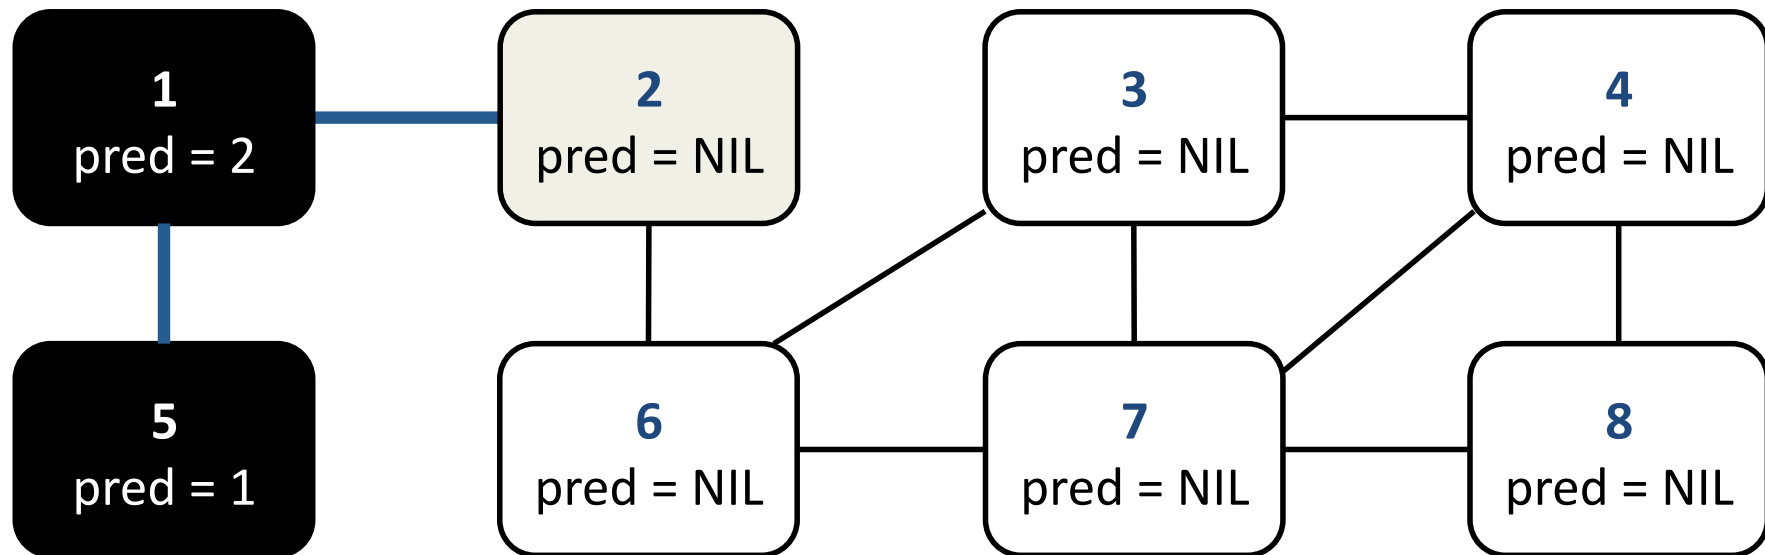 1
pred = 2
2
pred = NIL
3
pred = NIL
4
pred = NIL
5
pred = 1
6
pred = NIL
7
pred = NIL
8
pred = NIL